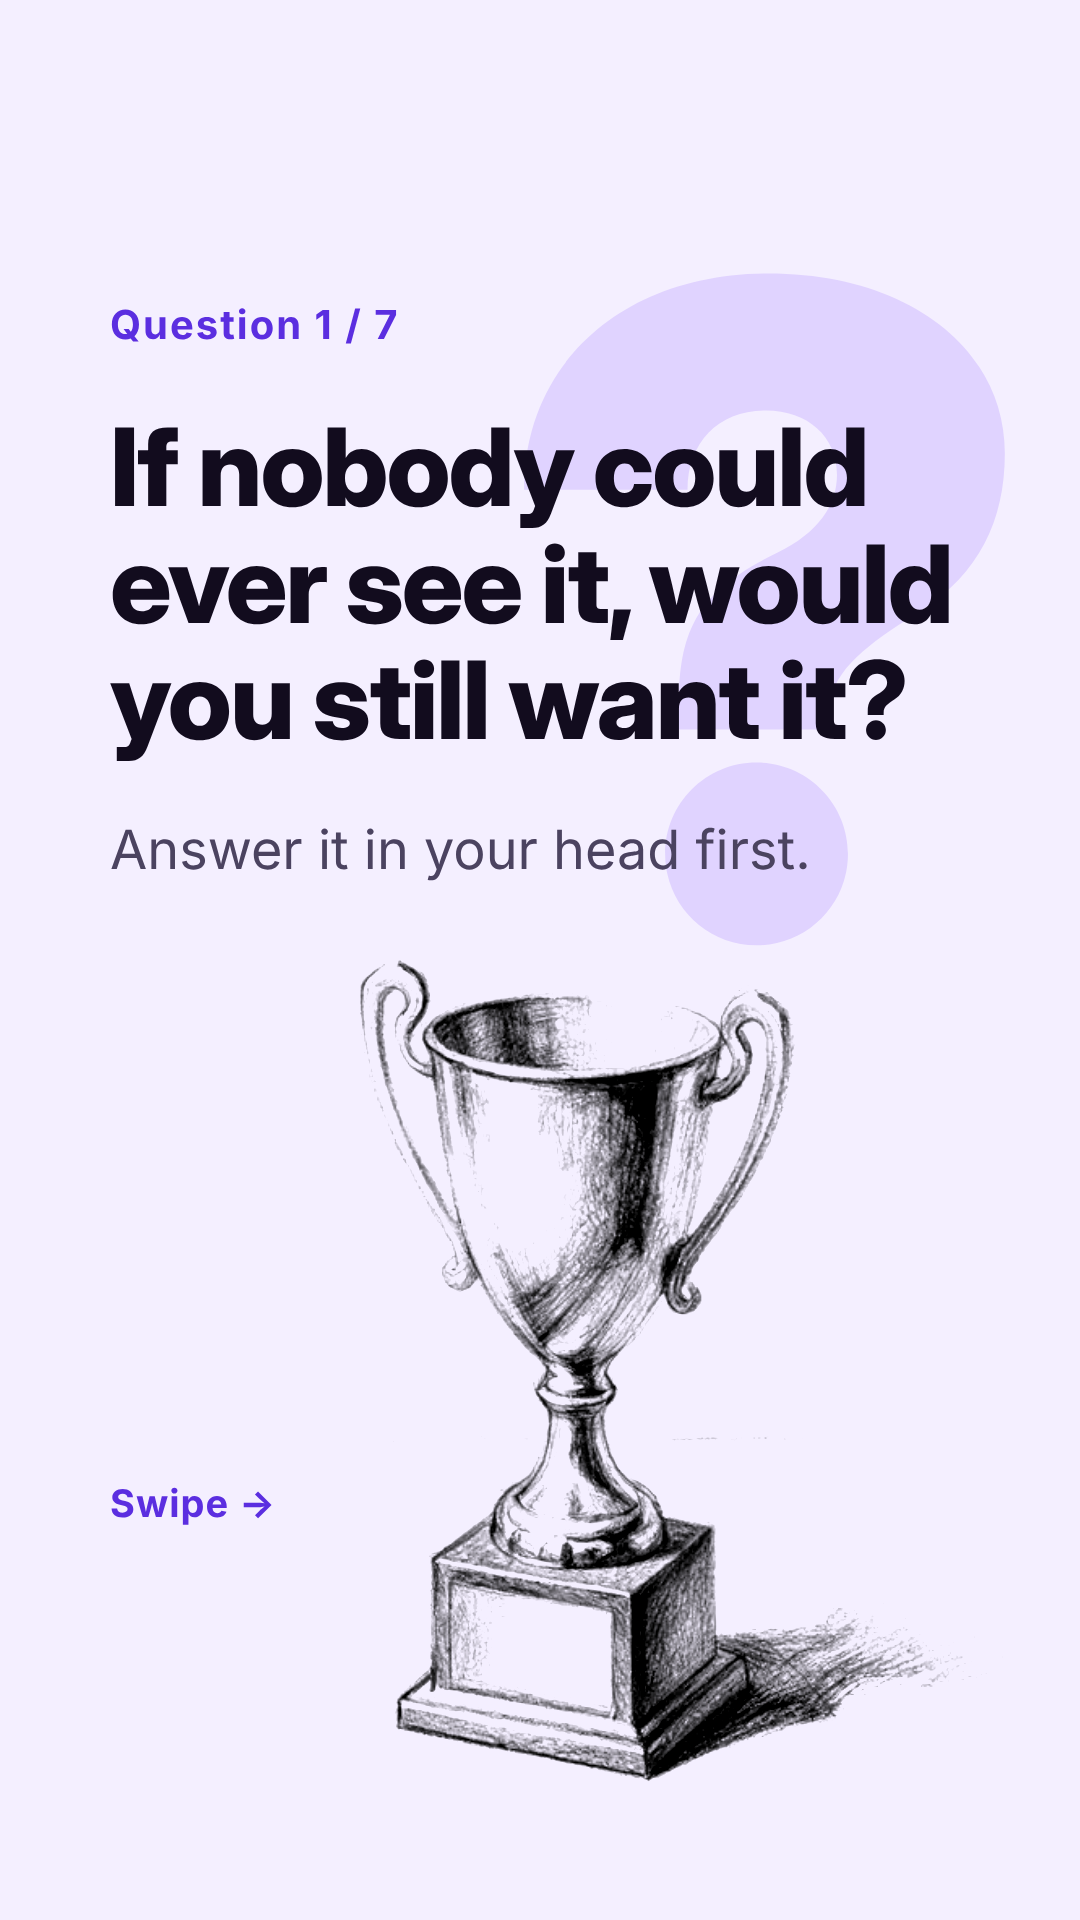 Question 1 / 7
If nobody could
ever see it, would
you still want it?
Answer it in your head first.
Swipe →